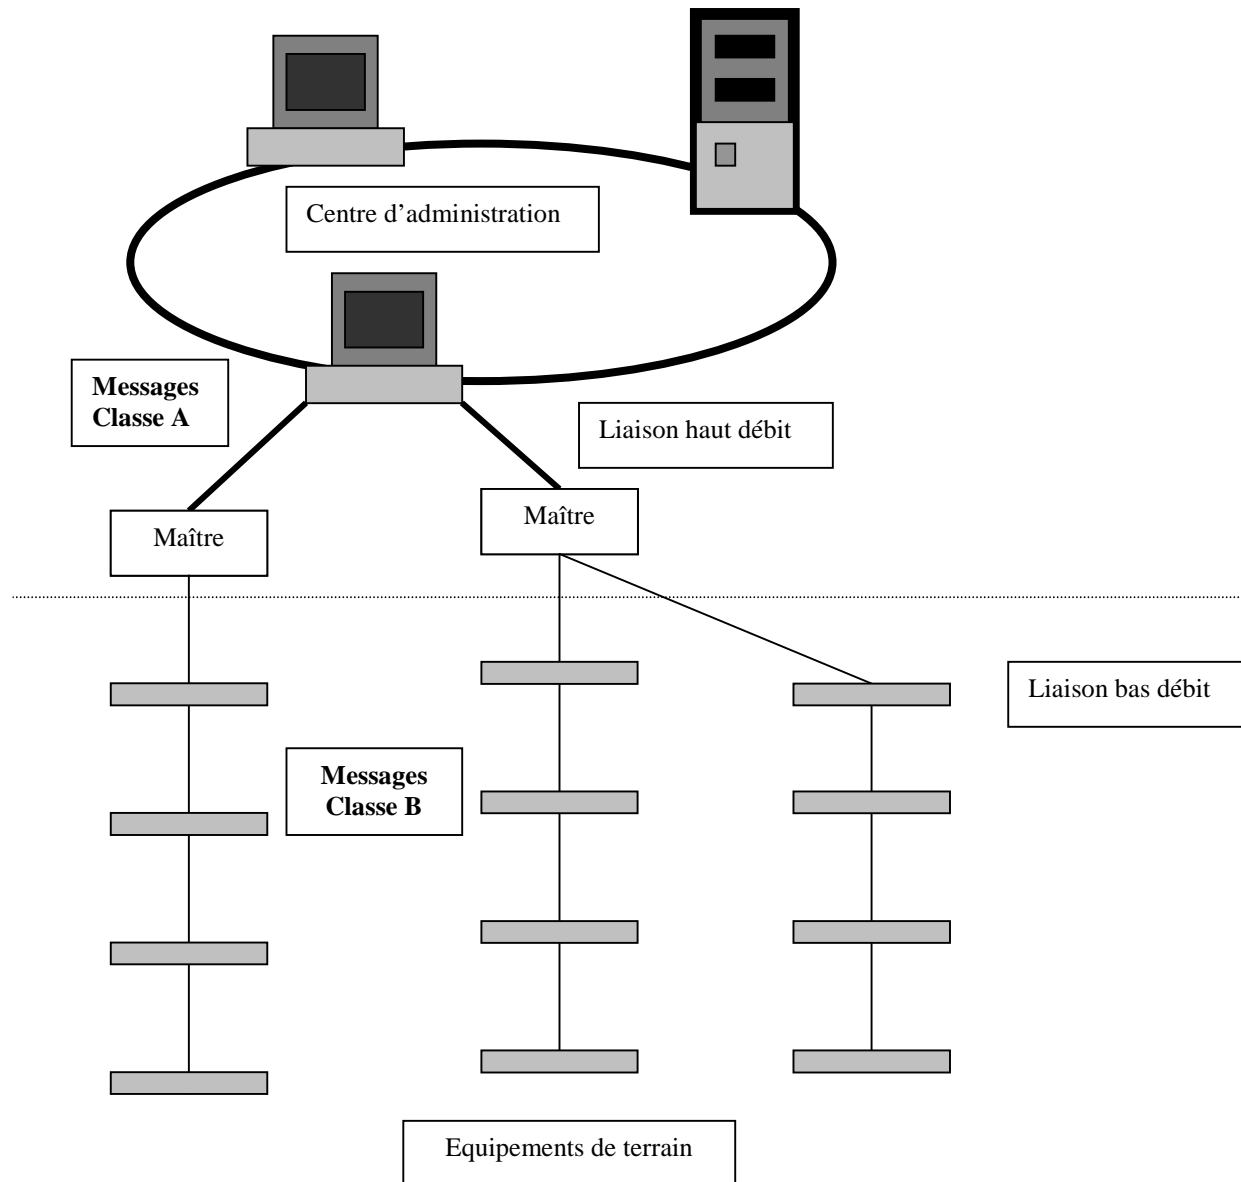 Centre d’administration
Messages
Classe A
Liaison haut débit
Maître
Maître
Liaison bas débit
Messages
Classe B
Equipements de terrain